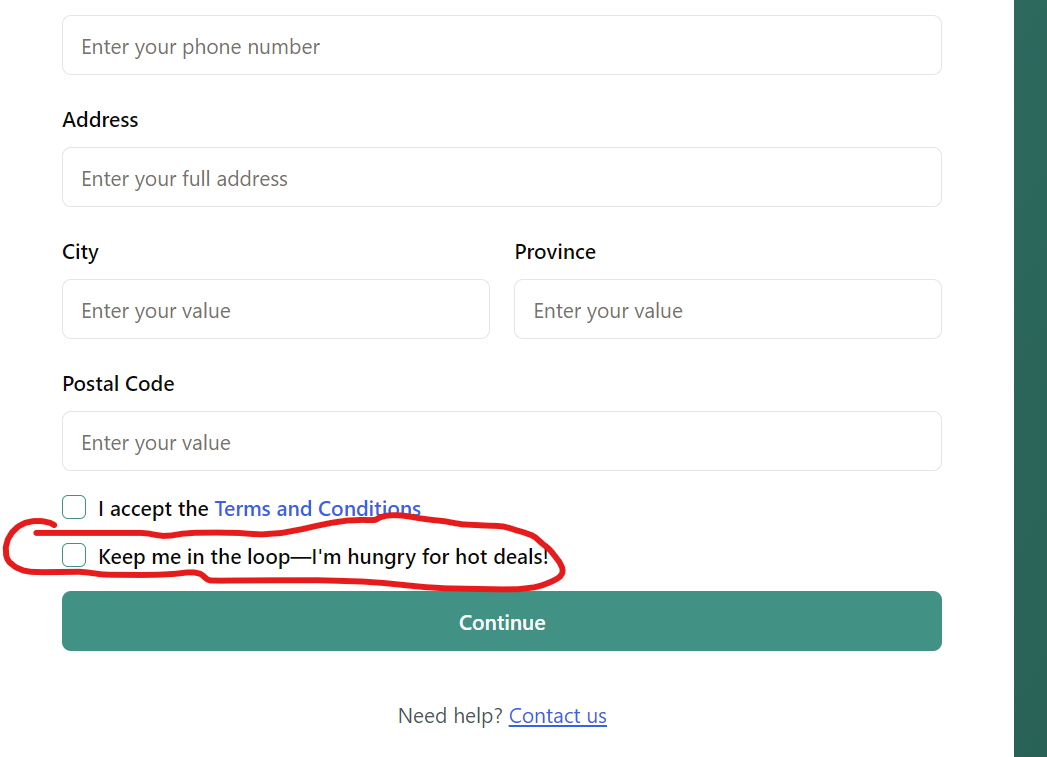 Enter your phone number
Address
Enter your full address
City
Province
Enter your value
Enter your value
Postal Code
Enter your value
I accept the Terms and Conditions
Keep me in the loop—I'm hungry for hot deals!
Continue
Need help? Contact us